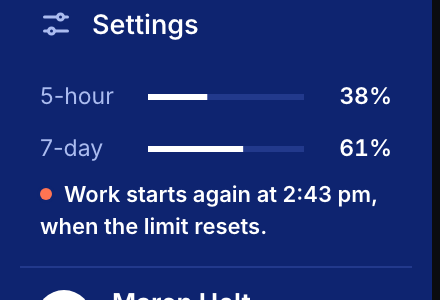 Settings
5-hour 38%
7-day 61%
Work starts again at 2:43 pm,
when the limit resets.